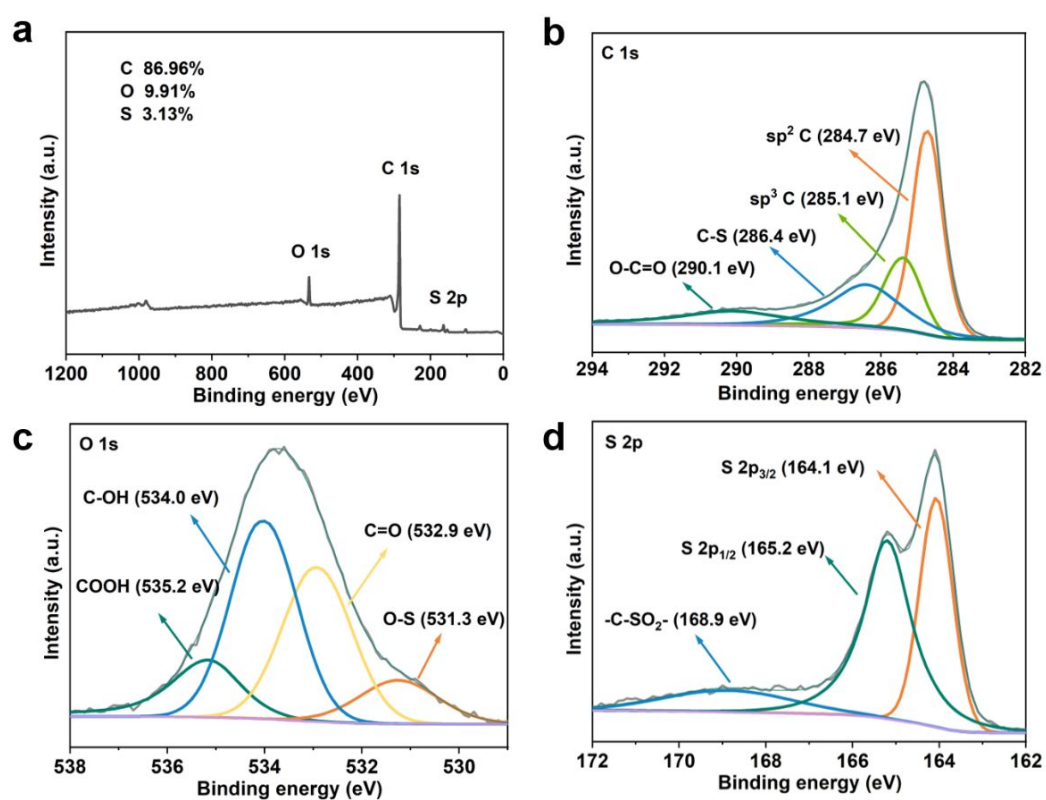 a
C 86.96%
O 9.91%
S 3.13%
C 1s
O 1s
S 2p
Intensity (a.u.)
1200 1000 800 600 400 200 0
Binding energy (eV)
b
C 1s
sp² C (284.7 eV)
sp³ C (285.1 eV)
C-S (286.4 eV)
O-C=O (290.1 eV)
Intensity (a.u.)
294 292 290 288 286 284 282
Binding energy (eV)
c
O 1s
C-OH (534.0 eV)
C=O (532.9 eV)
COOH (535.2 eV)
O-S (531.3 eV)
Intensity (a.u.)
538 536 534 532 530
Binding energy (eV)
d
S 2p
S 2p₃/₂ (164.1 eV)
S 2p₁/₂ (165.2 eV)
-C-SO₂- (168.9 eV)
Intensity (a.u.)
172 170 168 166 164 162
Binding energy (eV)